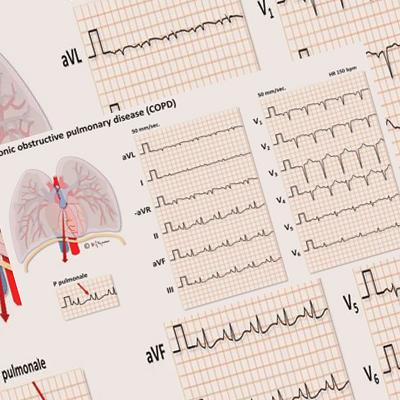 aVL
V1
onic obstructive pulmonary disease (COPD)
50 mm/sec.
50 mm/sec.
HR 150 bpm
aVL
I
-aVR
II
aVF
III
V1
V2
V3
V4
V5
V6
P pulmonale
pulmonale
aVF
V5
V6